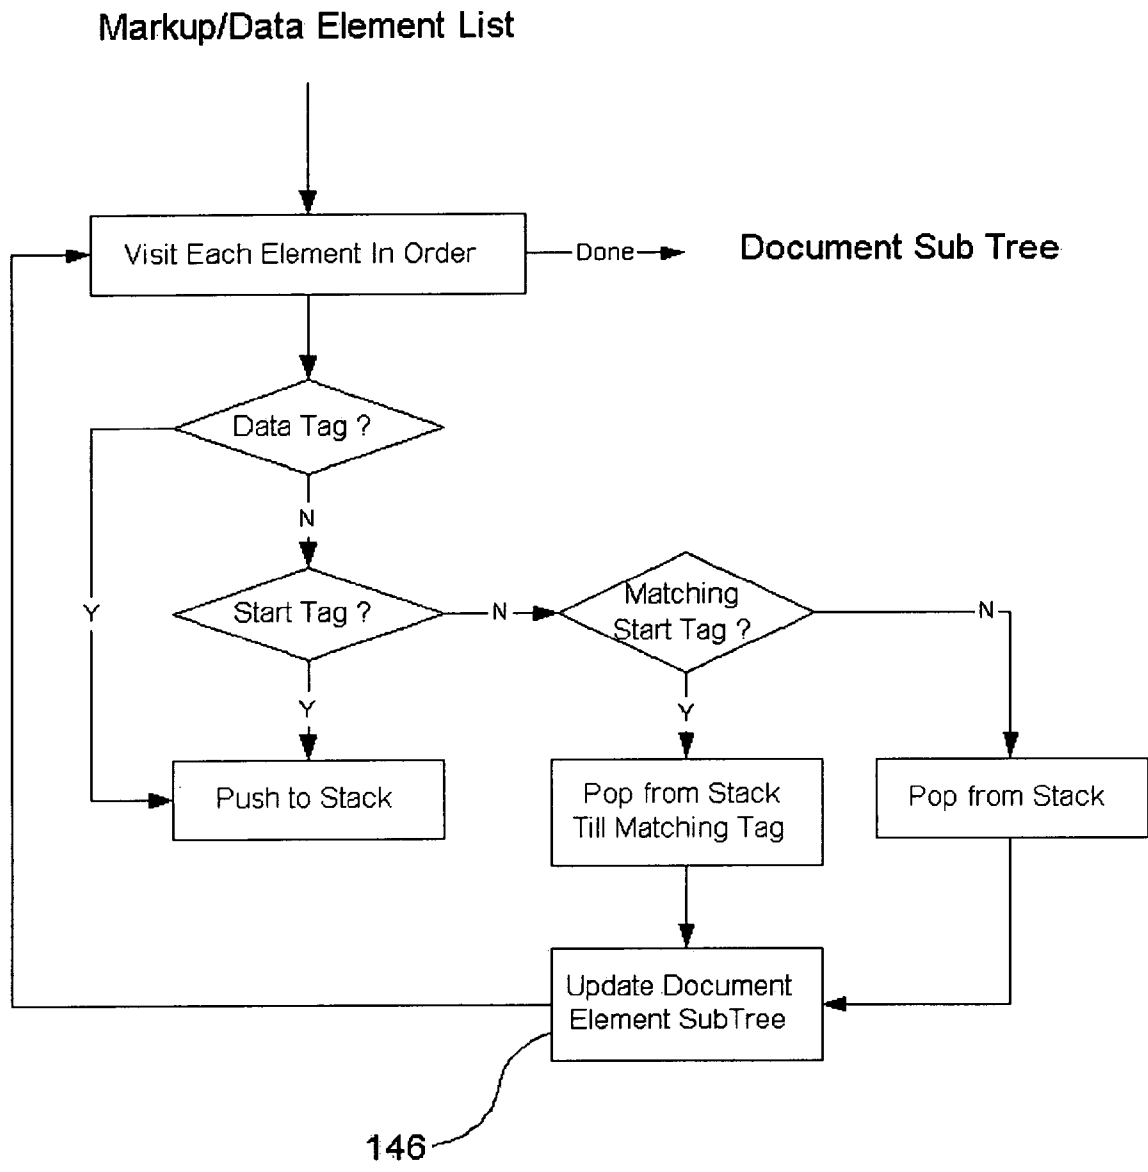 Markup/Data Element List
Visit Each Element In Order
Done
Document Sub Tree
Data Tag ?
N
Y
Start Tag ?
N
Matching
Start Tag ?
N
Y
Y
Push to Stack
Pop from Stack
Till Matching Tag
Pop from Stack
Update Document
Element SubTree
146